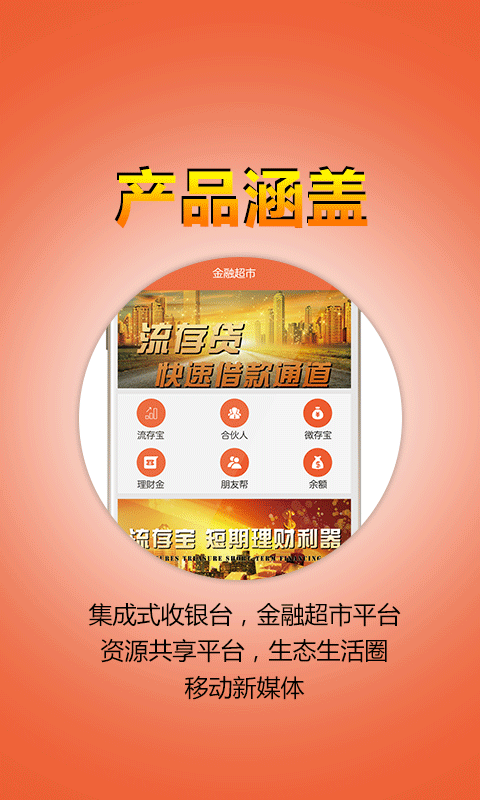 产品涵盖
金融超市
流存贷
快速借款通道
流存宝 合伙人 微存宝
理财金 朋友帮 余额
流存宝 短期理财利器
集成式收银台，金融超市平台
资源共享平台，生态生活圈
移动新媒体